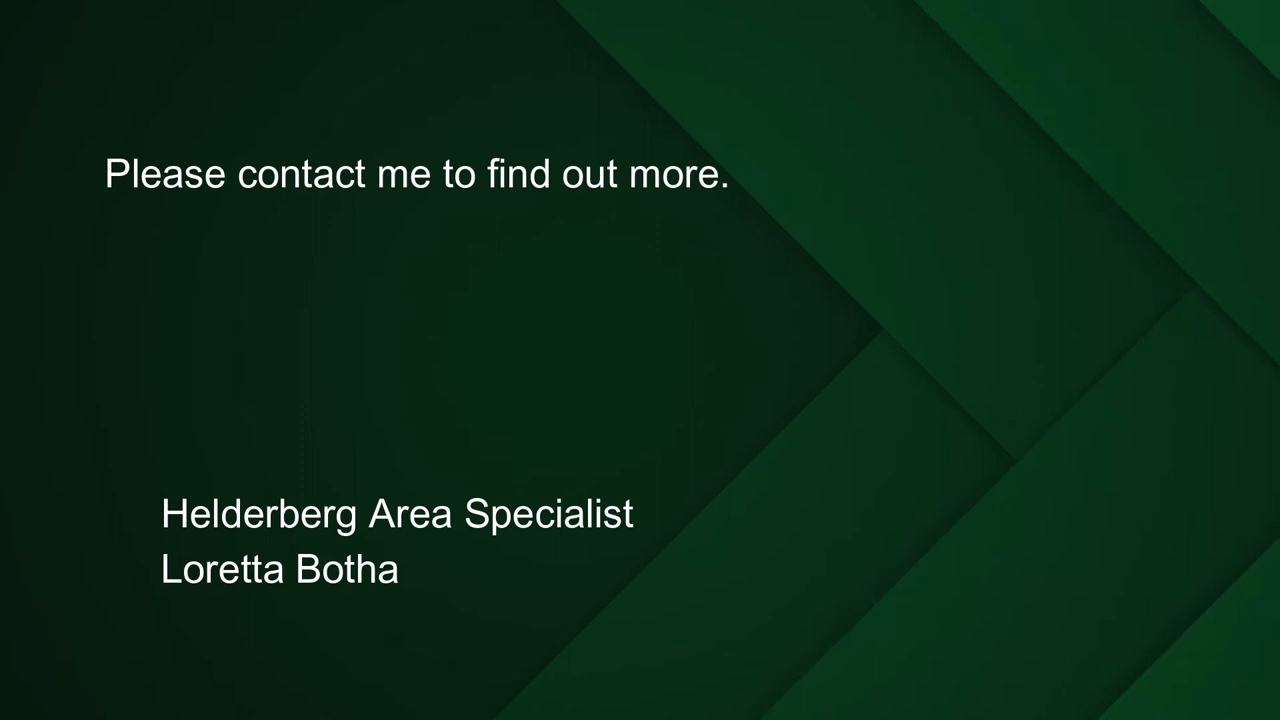 Please contact me to find out more.
Helderberg Area Specialist
Loretta Botha